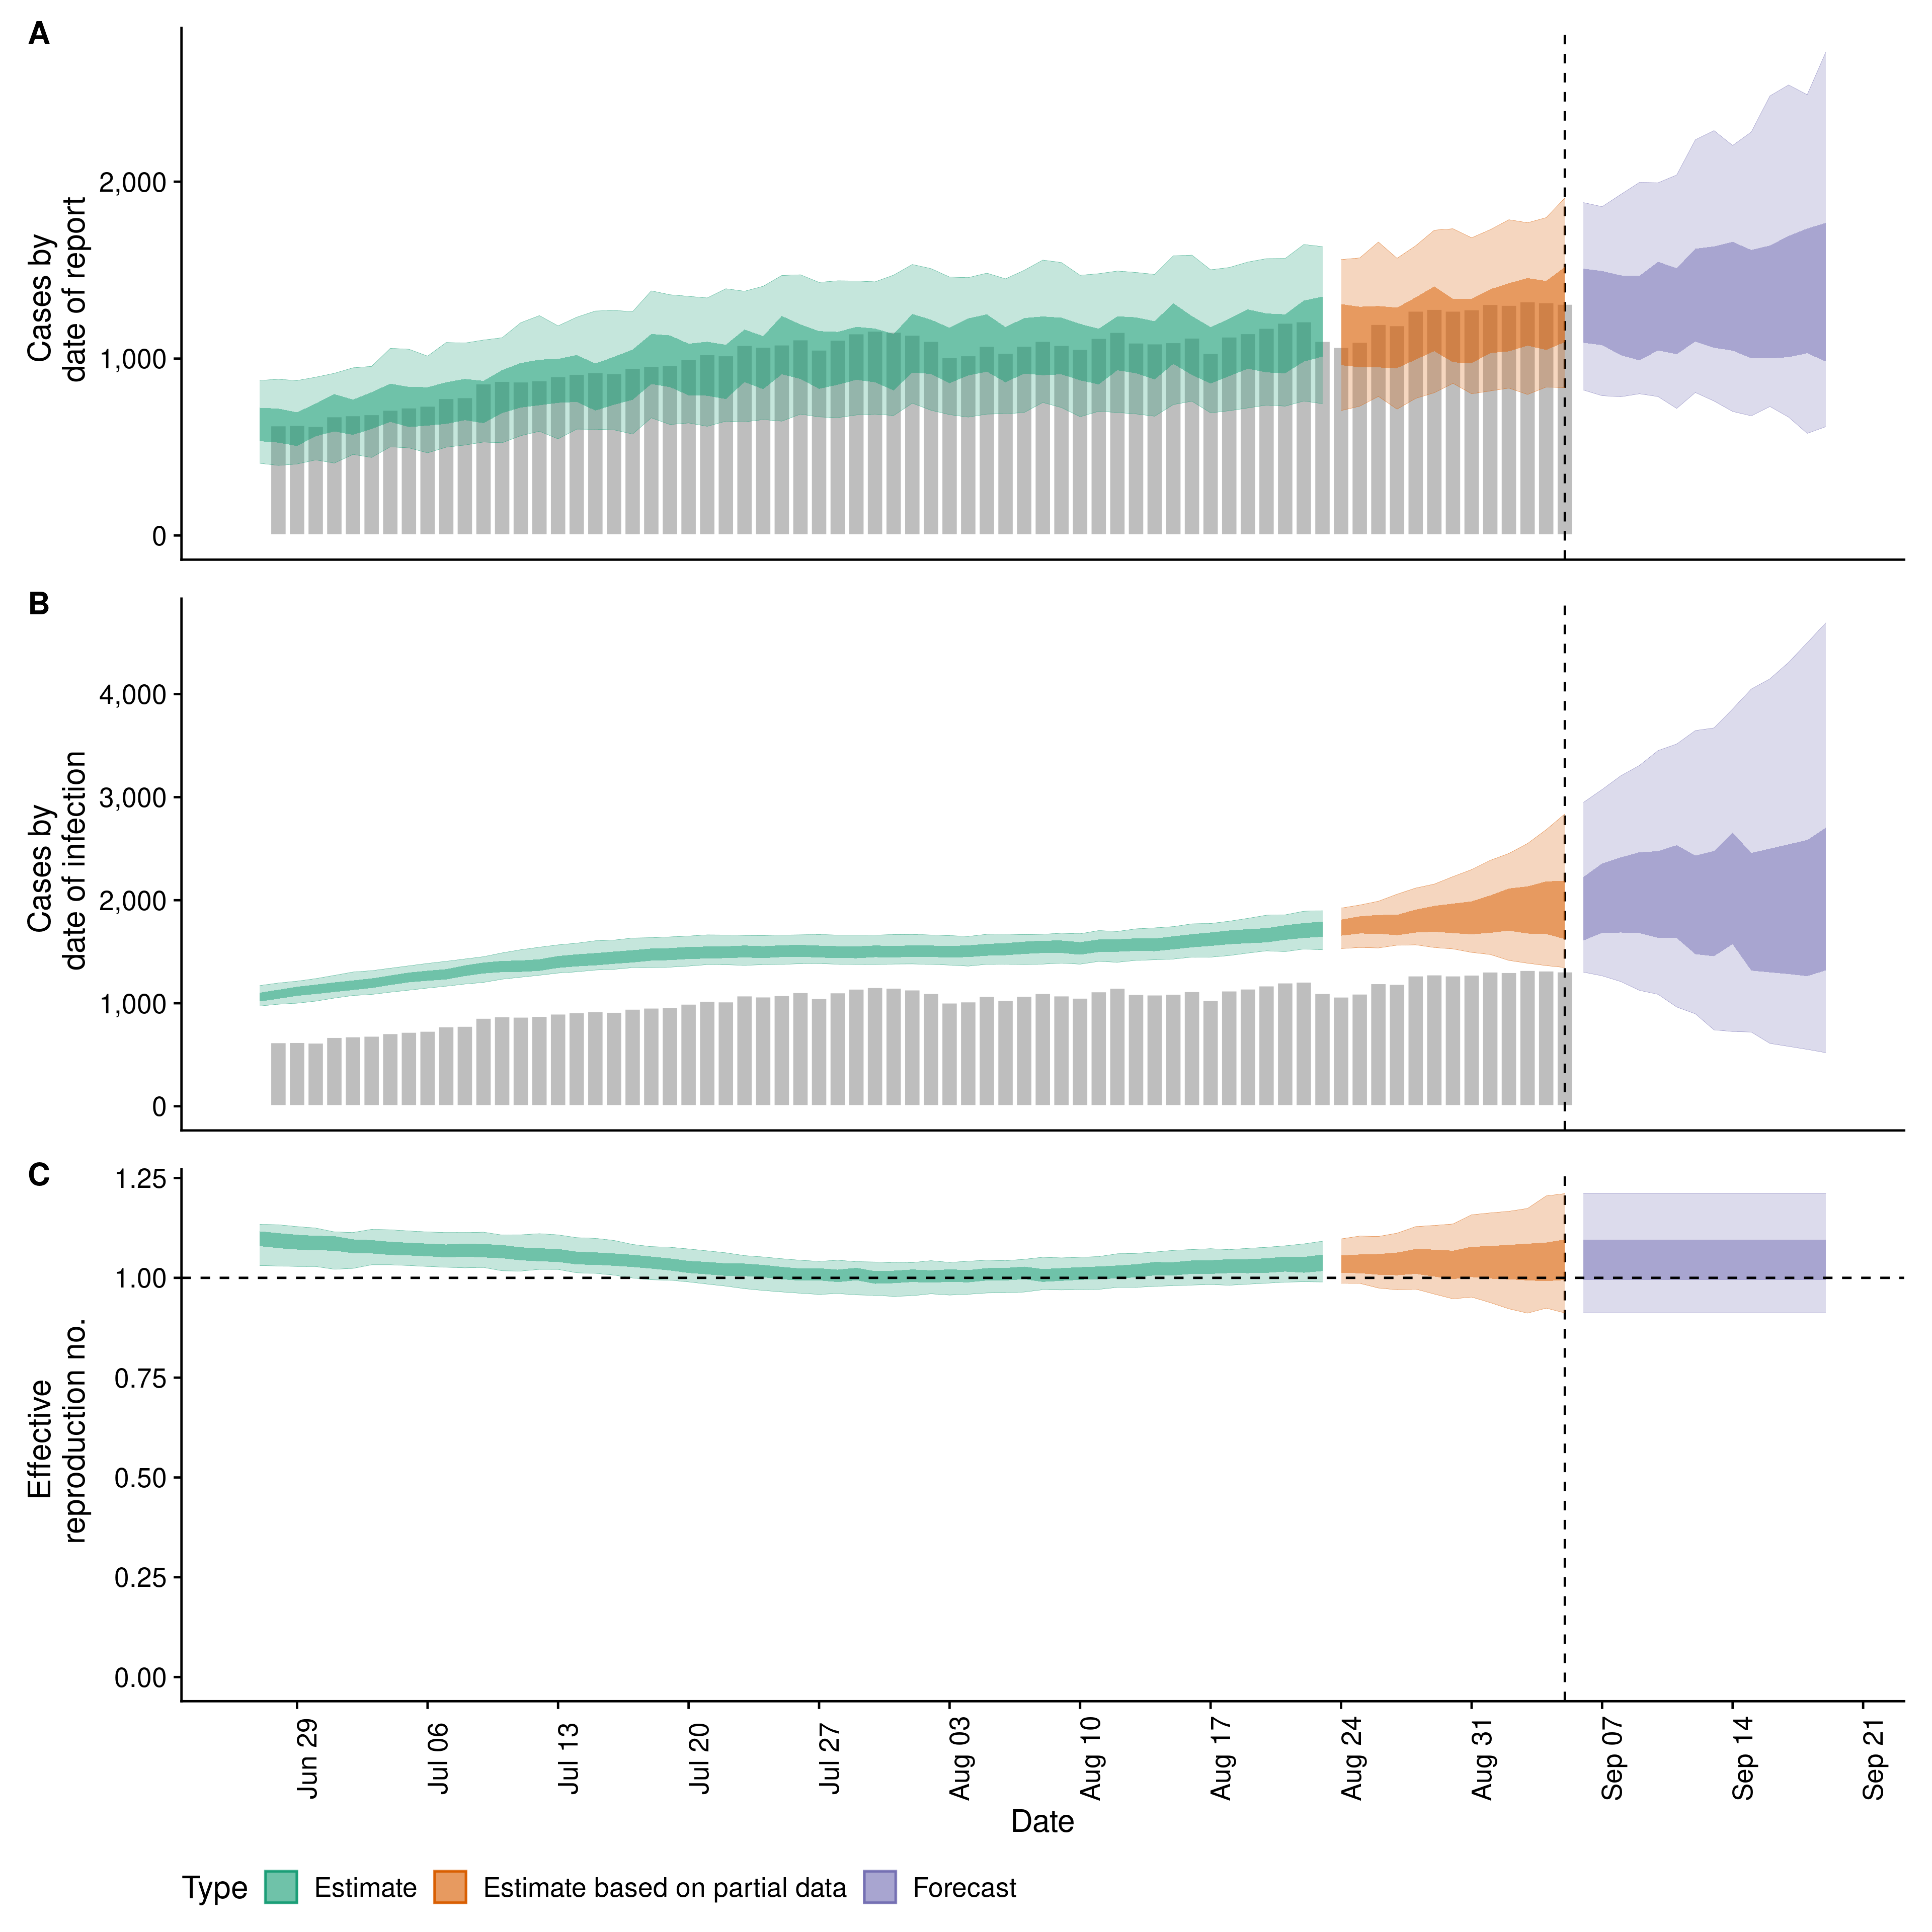 A
Cases by
date of report
2,000
1,000
0
B
Cases by
date of infection
4,000
3,000
2,000
1,000
0
C
Effective
reproduction no.
1.25
1.00
0.75
0.50
0.25
0.00
Jun 29
Jul 06
Jul 13
Jul 20
Jul 27
Aug 03
Aug 10
Aug 17
Aug 24
Aug 31
Sep 07
Sep 14
Sep 21
Date
Type Estimate Estimate based on partial data Forecast